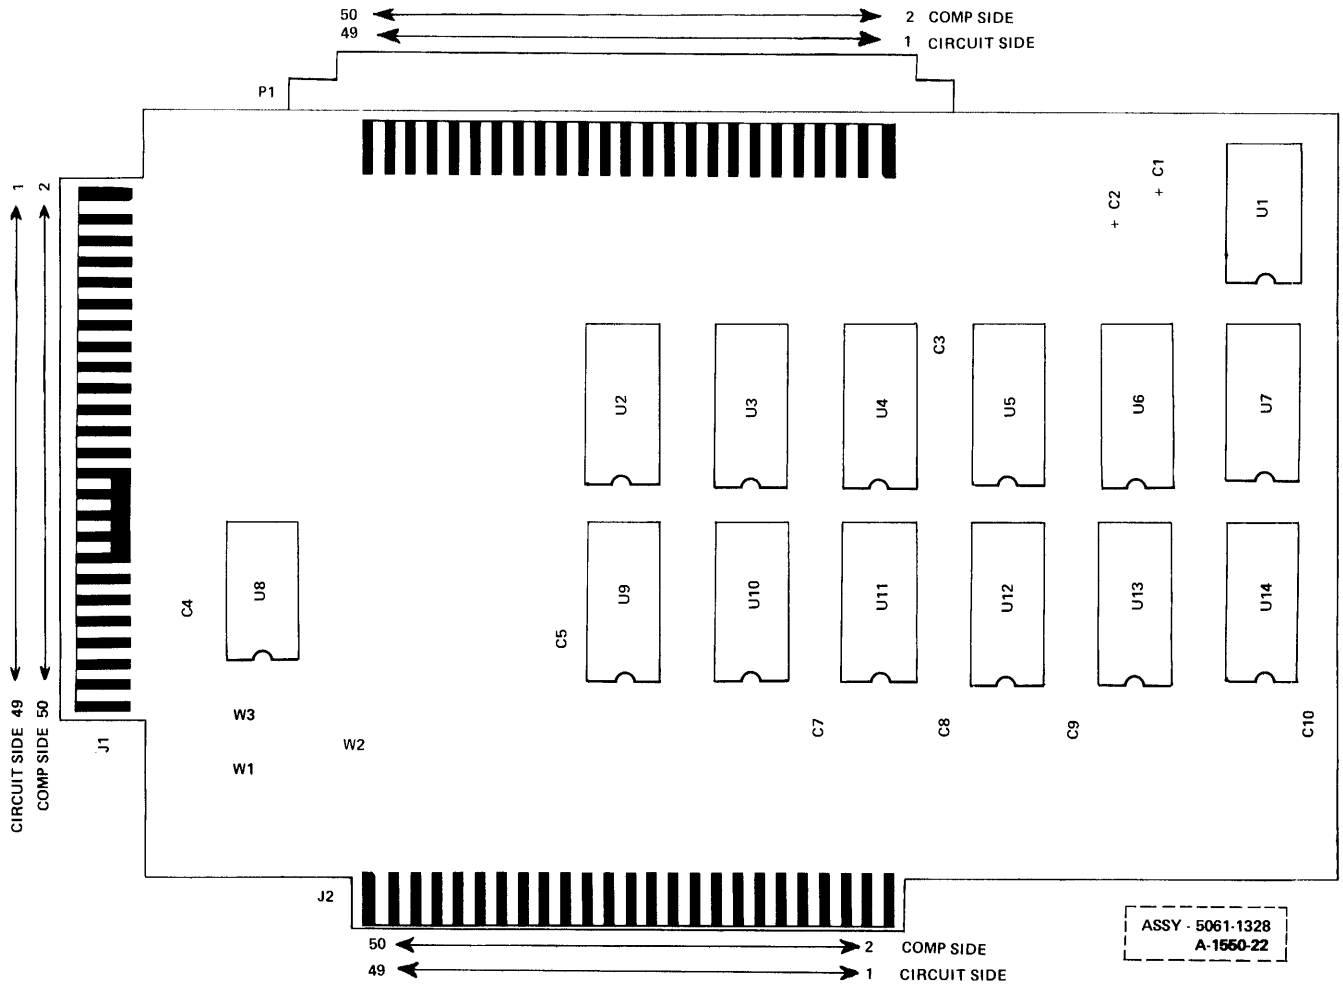 50 2 COMP SIDE
49 1 CIRCUIT SIDE
P1
1 2
C1
+
C2
+
U1
C3
U2 U3 U4 U5 U6 U7
C4
U8
C5
U9 U10 U11 U12 U13 U14
W3
W2
W1
C7 C8 C9 C10
CIRCUIT SIDE 49
COMP SIDE 50
J1
J2
50 2 COMP SIDE
49 1 CIRCUIT SIDE
ASSY - 5061-1328
A-1550-22